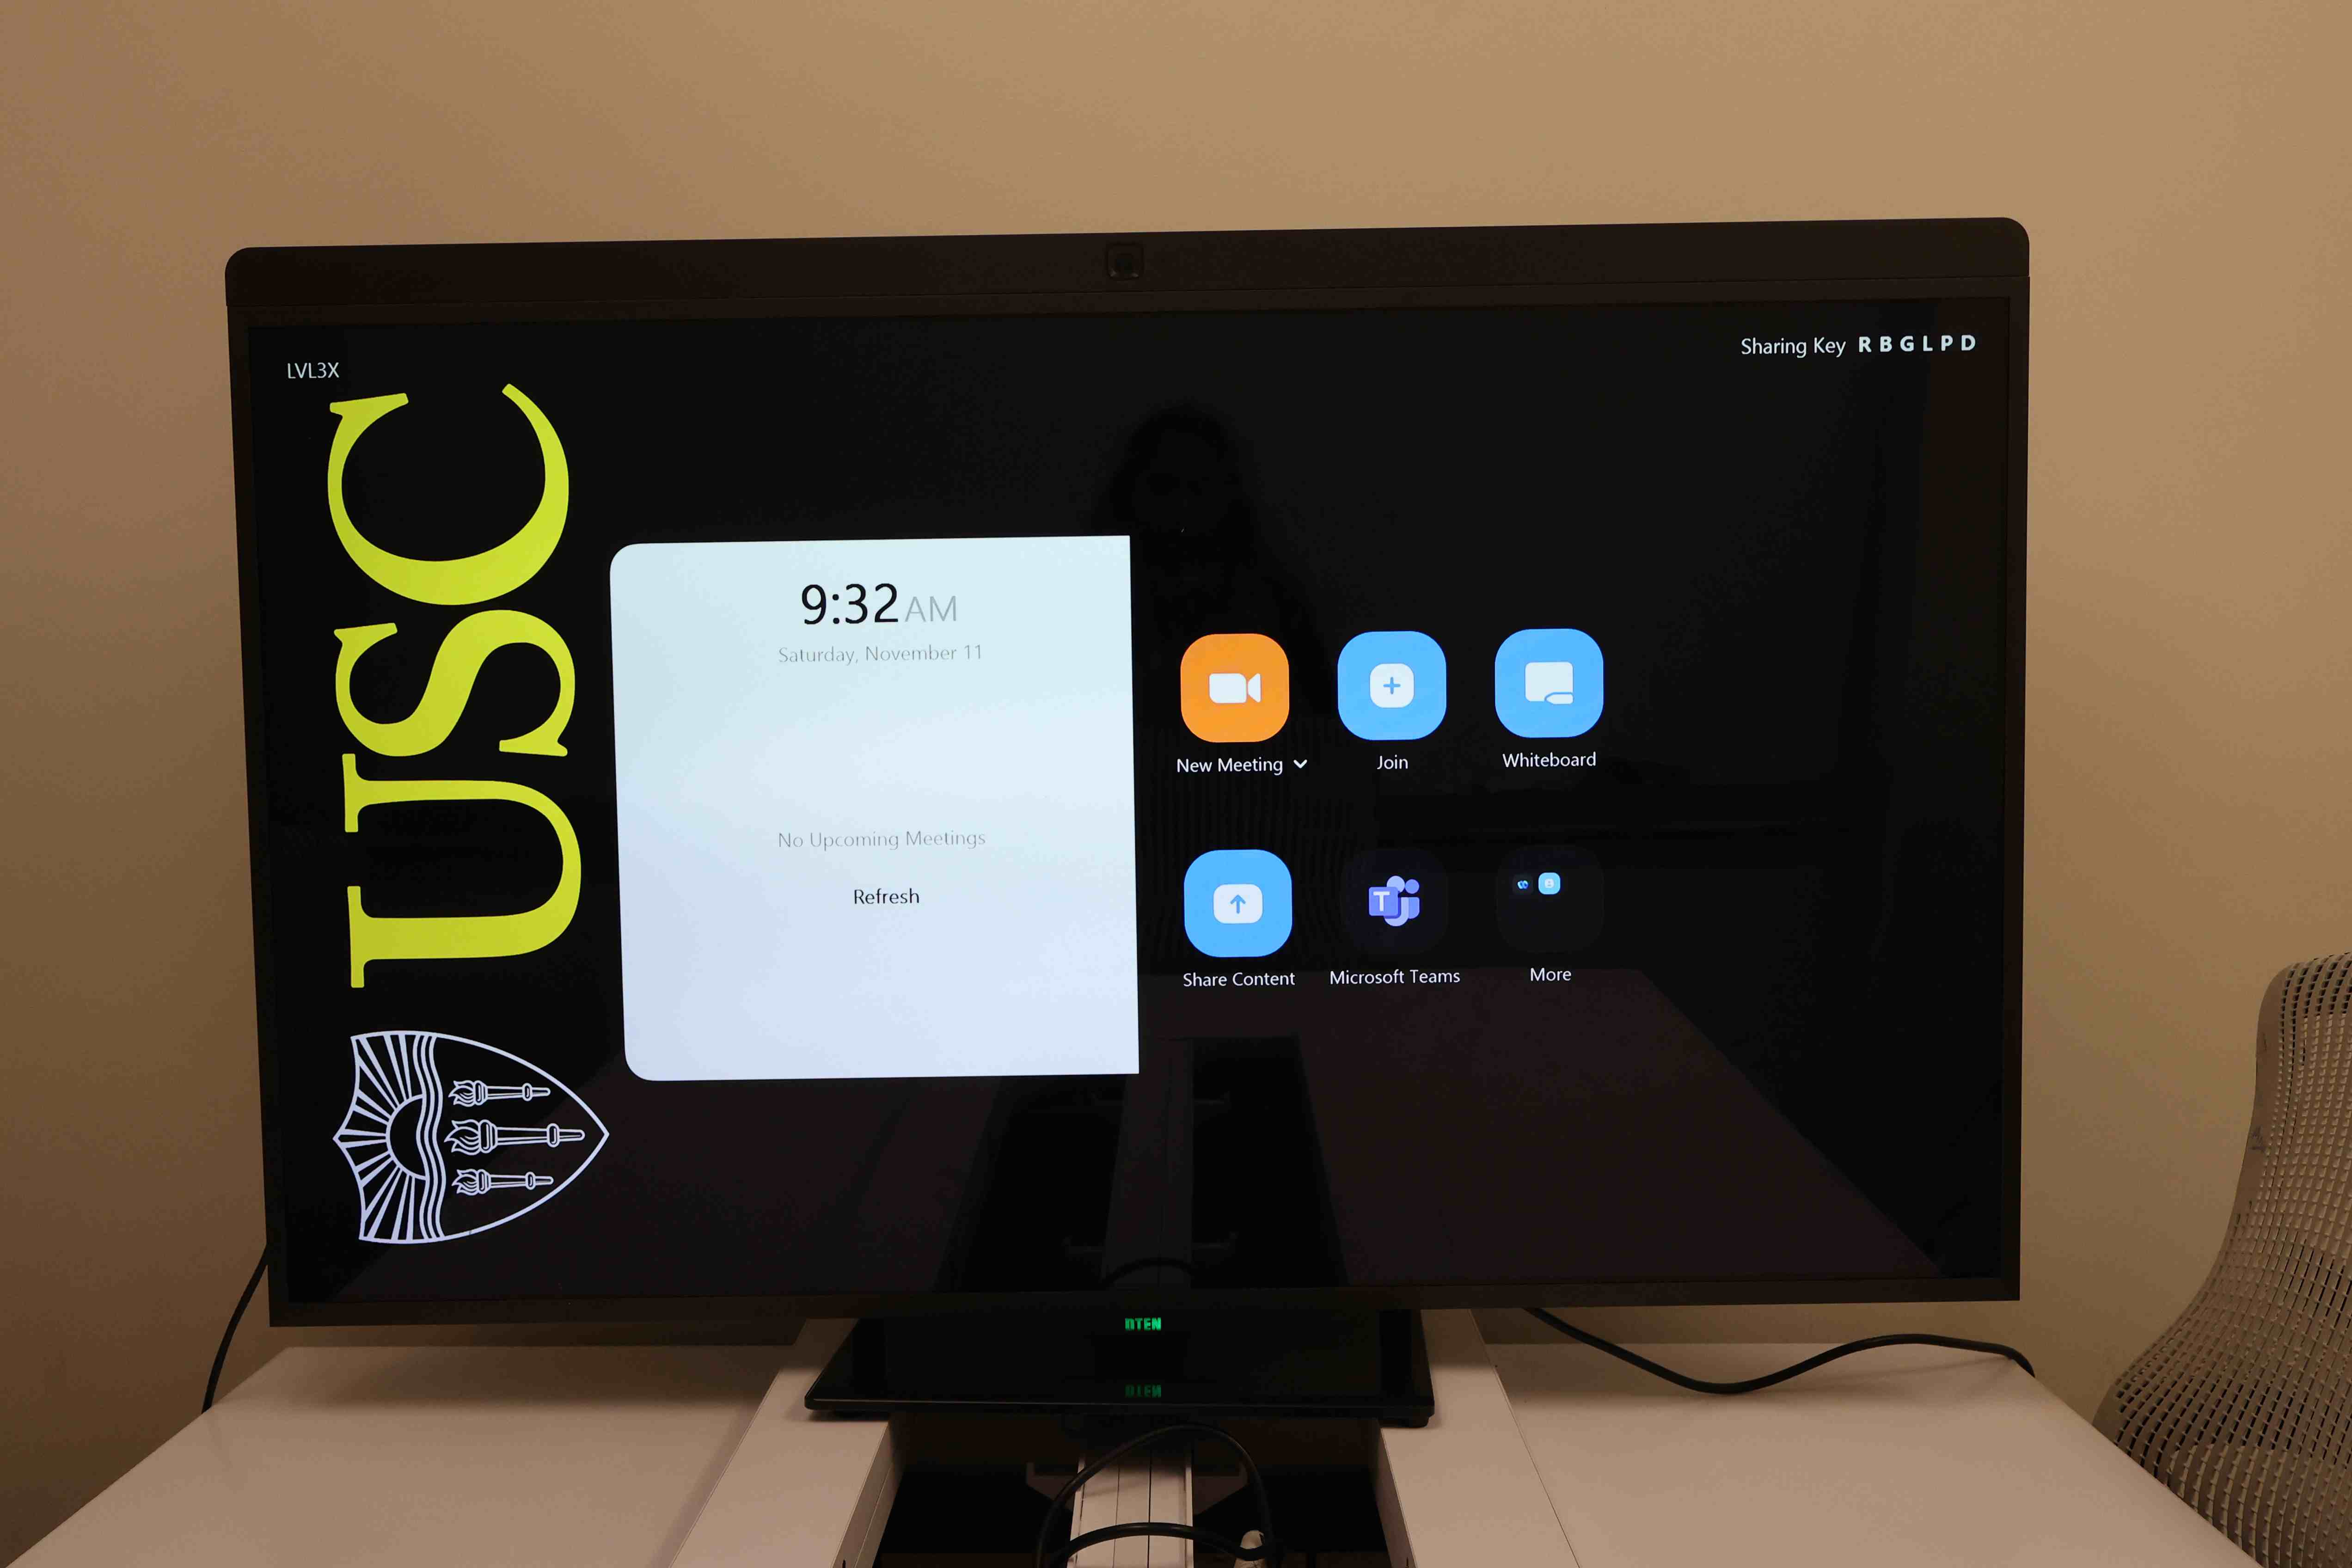 LVL3X
Sharing Key RBGLPD
USC
9:32 AM
Saturday, November 11
No Upcoming Meetings
Refresh
New Meeting
Join
Whiteboard
Share Content
T
Microsoft Teams
More
DTEN